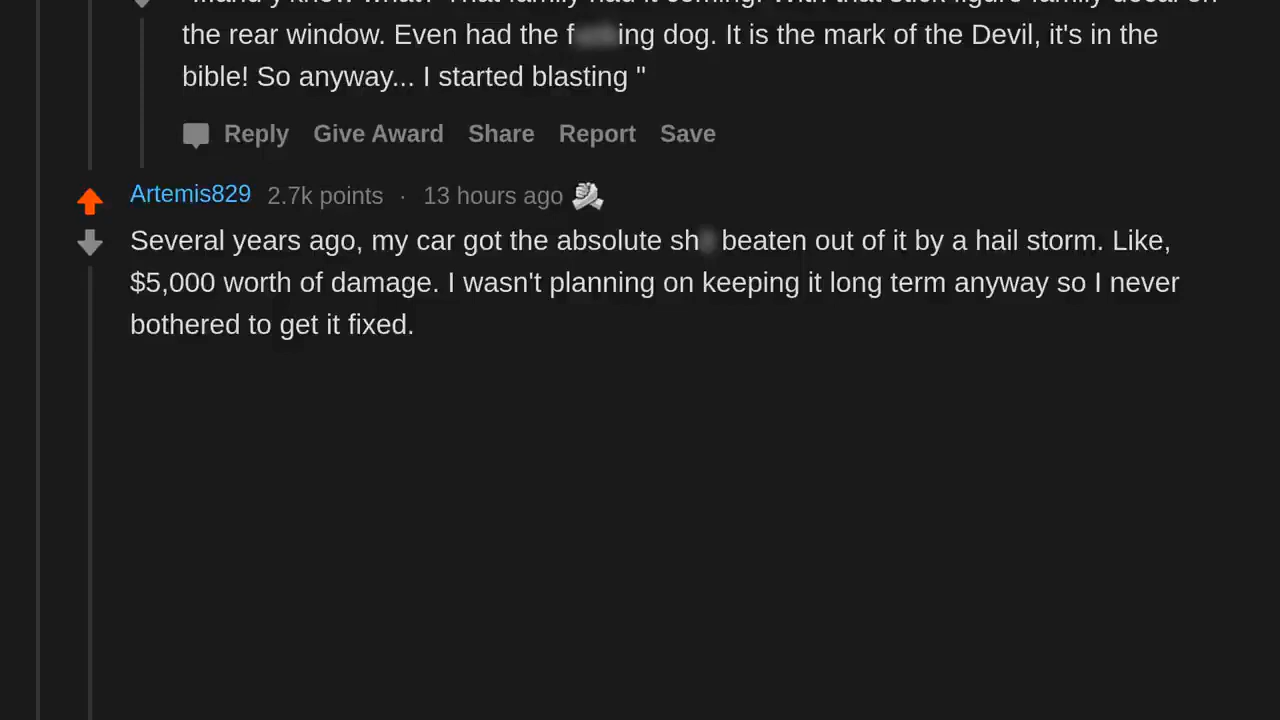 the rear window. Even had the f ing dog. It is the mark of the Devil, it's in the
bible! So anyway... I started blasting "
Reply Give Award Share Report Save
Artemis829 2.7k points · 13 hours ago
Several years ago, my car got the absolute sh beaten out of it by a hail storm. Like,
$5,000 worth of damage. I wasn't planning on keeping it long term anyway so I never
bothered to get it fixed.